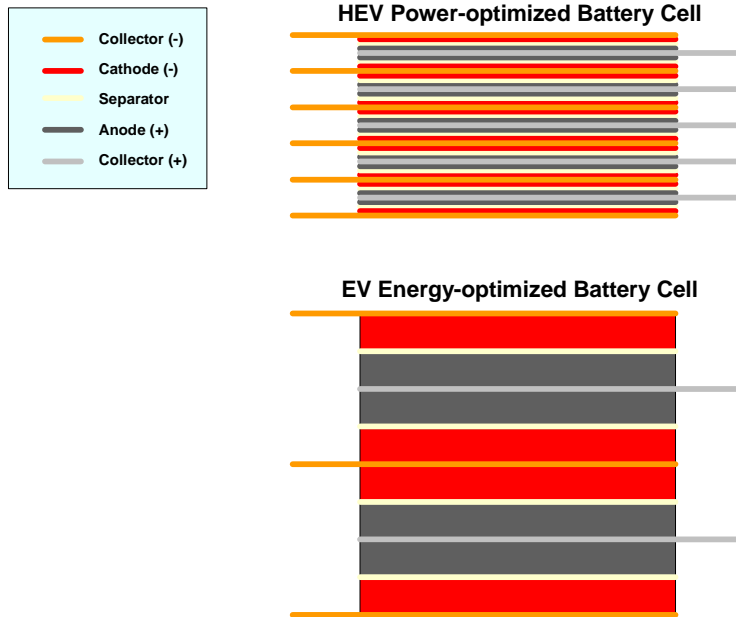 HEV Power-optimized Battery Cell
Collector (-)
Cathode (-)
Separator
Anode (+)
Collector (+)
EV Energy-optimized Battery Cell